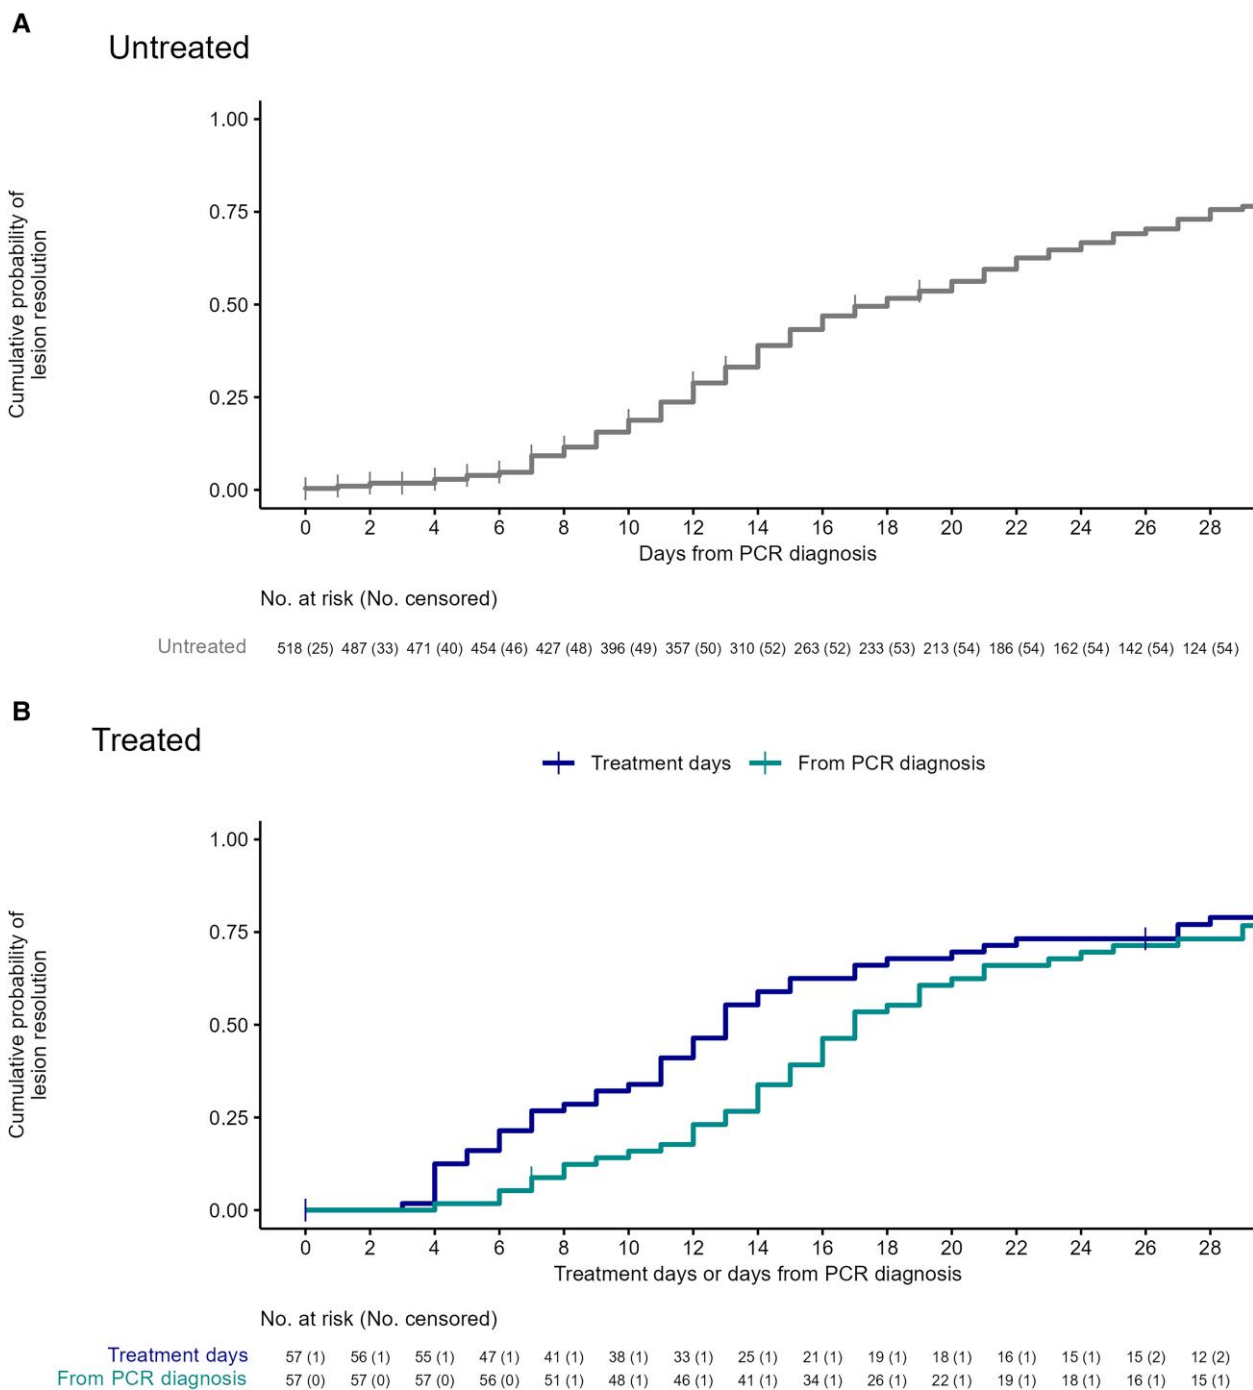 A
Untreated
1.00
0.75
0.50
0.25
0.00
Cumulative probability of
lesion resolution
0 2 4 6 8 10 12 14 16 18 20 22 24 26 28
Days from PCR diagnosis
No. at risk (No. censored)
Untreated 518 (25) 487 (33) 471 (40) 454 (46) 427 (48) 396 (49) 357 (50) 310 (52) 263 (52) 233 (53) 213 (54) 186 (54) 162 (54) 142 (54) 124 (54)
B
Treated
Treatment days From PCR diagnosis
1.00
0.75
0.50
0.25
0.00
Cumulative probability of
lesion resolution
0 2 4 6 8 10 12 14 16 18 20 22 24 26 28
Treatment days or days from PCR diagnosis
No. at risk (No. censored)
Treatment days 57 (1) 56 (1) 55 (1) 47 (1) 41 (1) 38 (1) 33 (1) 25 (1) 21 (1) 19 (1) 18 (1) 16 (1) 15 (1) 15 (2) 12 (2)
From PCR diagnosis 57 (0) 57 (0) 57 (0) 56 (0) 51 (1) 48 (1) 46 (1) 41 (1) 34 (1) 26 (1) 22 (1) 19 (1) 18 (1) 16 (1) 15 (1)